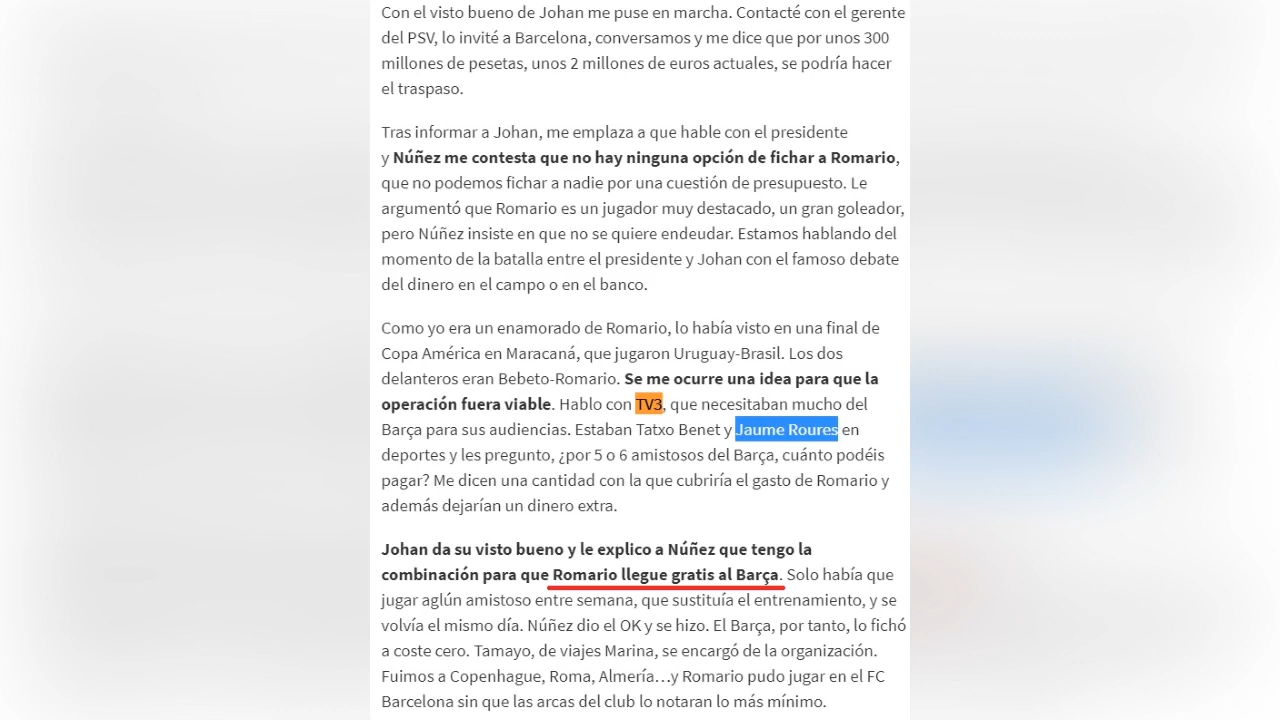 Con el visto bueno de Johan me puse en marcha. Contacté con el gerente
del PSV, lo invité a Barcelona, conversamos y me dice que por unos 300
millones de pesetas, unos 2 millones de euros actuales, se podría hacer
el traspaso.
Tras informar a Johan, me emplaza a que hable con el presidente
y Núñez me contesta que no hay ninguna opción de fichar a Romario,
que no podemos fichar a nadie por una cuestión de presupuesto. Le
argumentó que Romario es un jugador muy destacado, un gran goleador,
pero Núñez insiste en que no se quiere endeudar. Estamos hablando del
momento de la batalla entre el presidente y Johan con el famoso debate
del dinero en el campo o en el banco.
Como yo era un enamorado de Romario, lo había visto en una final de
Copa América en Maracaná, que jugaron Uruguay-Brasil. Los dos
delanteros eran Bebeto-Romario. Se me ocurre una idea para que la
operación fuera viable. Hablo con TV3, que necesitaban mucho del
Barça para sus audiencias. Estaban Tatxo Benet y Jaume Roures en
deportes y les pregunto, ¿por 5 o 6 amistosos del Barça, cuánto podéis
pagar? Me dicen una cantidad con la que cubriría el gasto de Romario y
además dejarían un dinero extra.
Johan da su visto bueno y le explico a Núñez que tengo la
combinación para que Romario llegue gratis al Barça. Solo había que
jugar aglún amistoso entre semana, que sustituía el entrenamiento, y se
volvía el mismo día. Núñez dio el OK y se hizo. El Barça, por tanto, lo fichó
a coste cero. Tamayo, de viajes Marina, se encargó de la organización.
Fuimos a Copenhague, Roma, Almería…y Romario pudo jugar en el FC
Barcelona sin que las arcas del club lo notaran lo más mínimo.